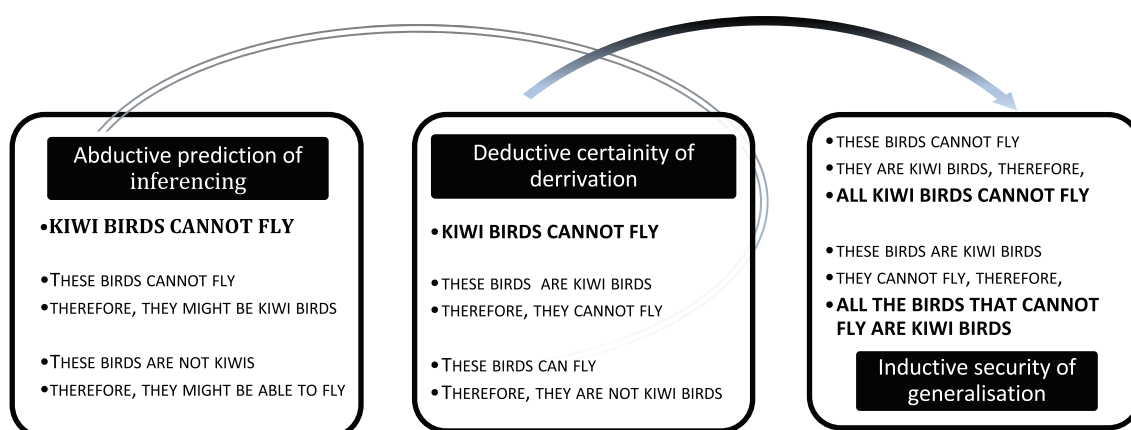 Abductive prediction of
inferencing
•KIWI BIRDS CANNOT FLY
•THESE BIRDS CANNOT FLY
•THEREFORE, THEY MIGHT BE KIWI BIRDS
•THESE BIRDS ARE NOT KIWIS
•THEREFORE, THEY MIGHT BE ABLE TO FLY
Deductive certainity of
derrivation
•KIWI BIRDS CANNOT FLY
•THESE BIRDS ARE KIWI BIRDS
•THEREFORE, THEY CANNOT FLY
•THESE BIRDS CAN FLY
•THEREFORE, THEY ARE NOT KIWI BIRDS
•THESE BIRDS CANNOT FLY
•THEY ARE KIWI BIRDS, THEREFORE,
•ALL KIWI BIRDS CANNOT FLY
•THESE BIRDS ARE KIWI BIRDS
•THEY CANNOT FLY, THEREFORE,
•ALL THE BIRDS THAT CANNOT
FLY ARE KIWI BIRDS
Inductive security of
generalisation